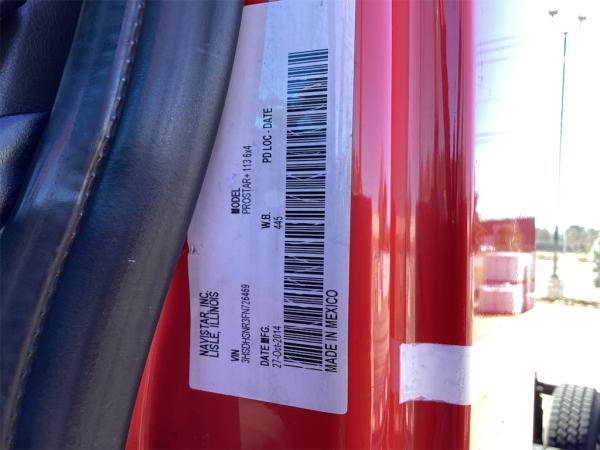 NAVISTAR, INC.
LISLE, ILLINOIS
MODEL
PROSTAR+ 113 6x4
VIN
3HSDHSNR3FN726469
W.B.
445
PD LOC - DATE
DATE MFG.
27-Oct-2014
MADE IN MEXICO